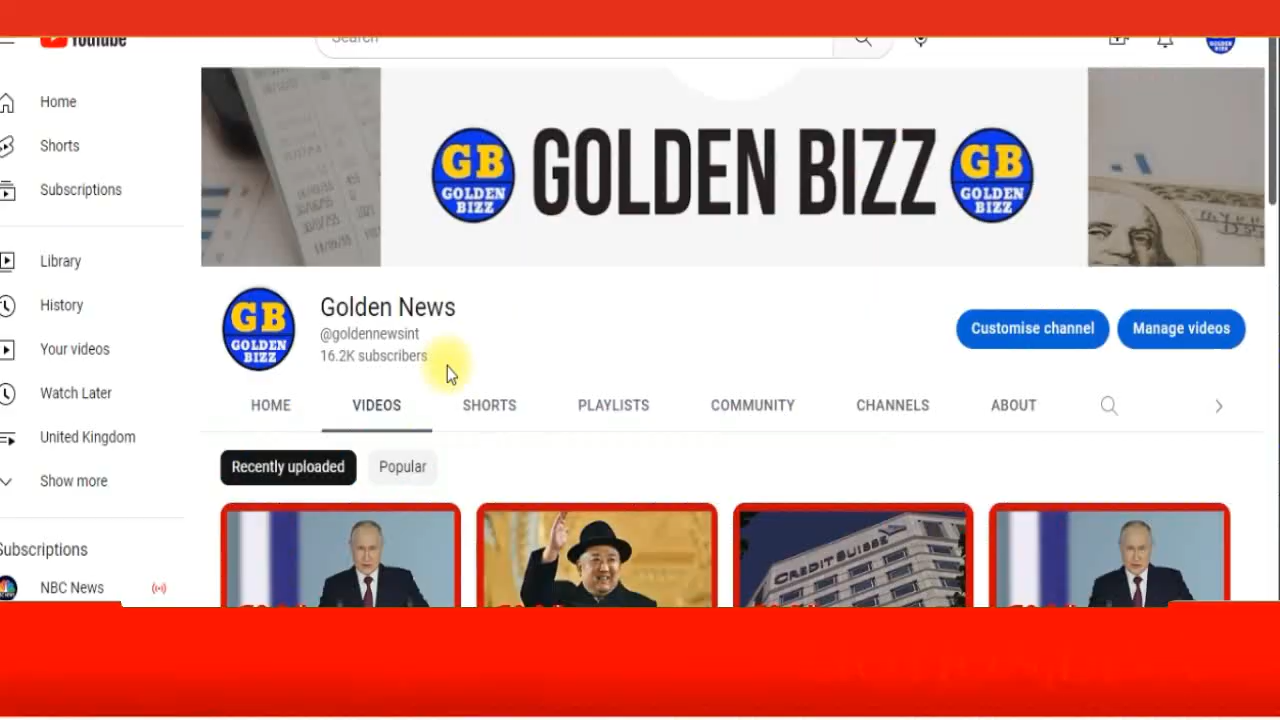 YouTube
Search
Home
Shorts
Subscriptions
Library
History
Your videos
Watch Later
United Kingdom
Show more
Subscriptions
NBC News
GB
GOLDEN
BIZZ
GOLDEN BIZZ
GB
GOLDEN
BIZZ
GB
GOLDEN
BIZZ
Golden News
@goldennewsint
16.2K subscribers
Customise channel
Manage videos
HOME
VIDEOS
SHORTS
PLAYLISTS
COMMUNITY
CHANNELS
ABOUT
Recently uploaded
Popular
CREDIT SUISSE